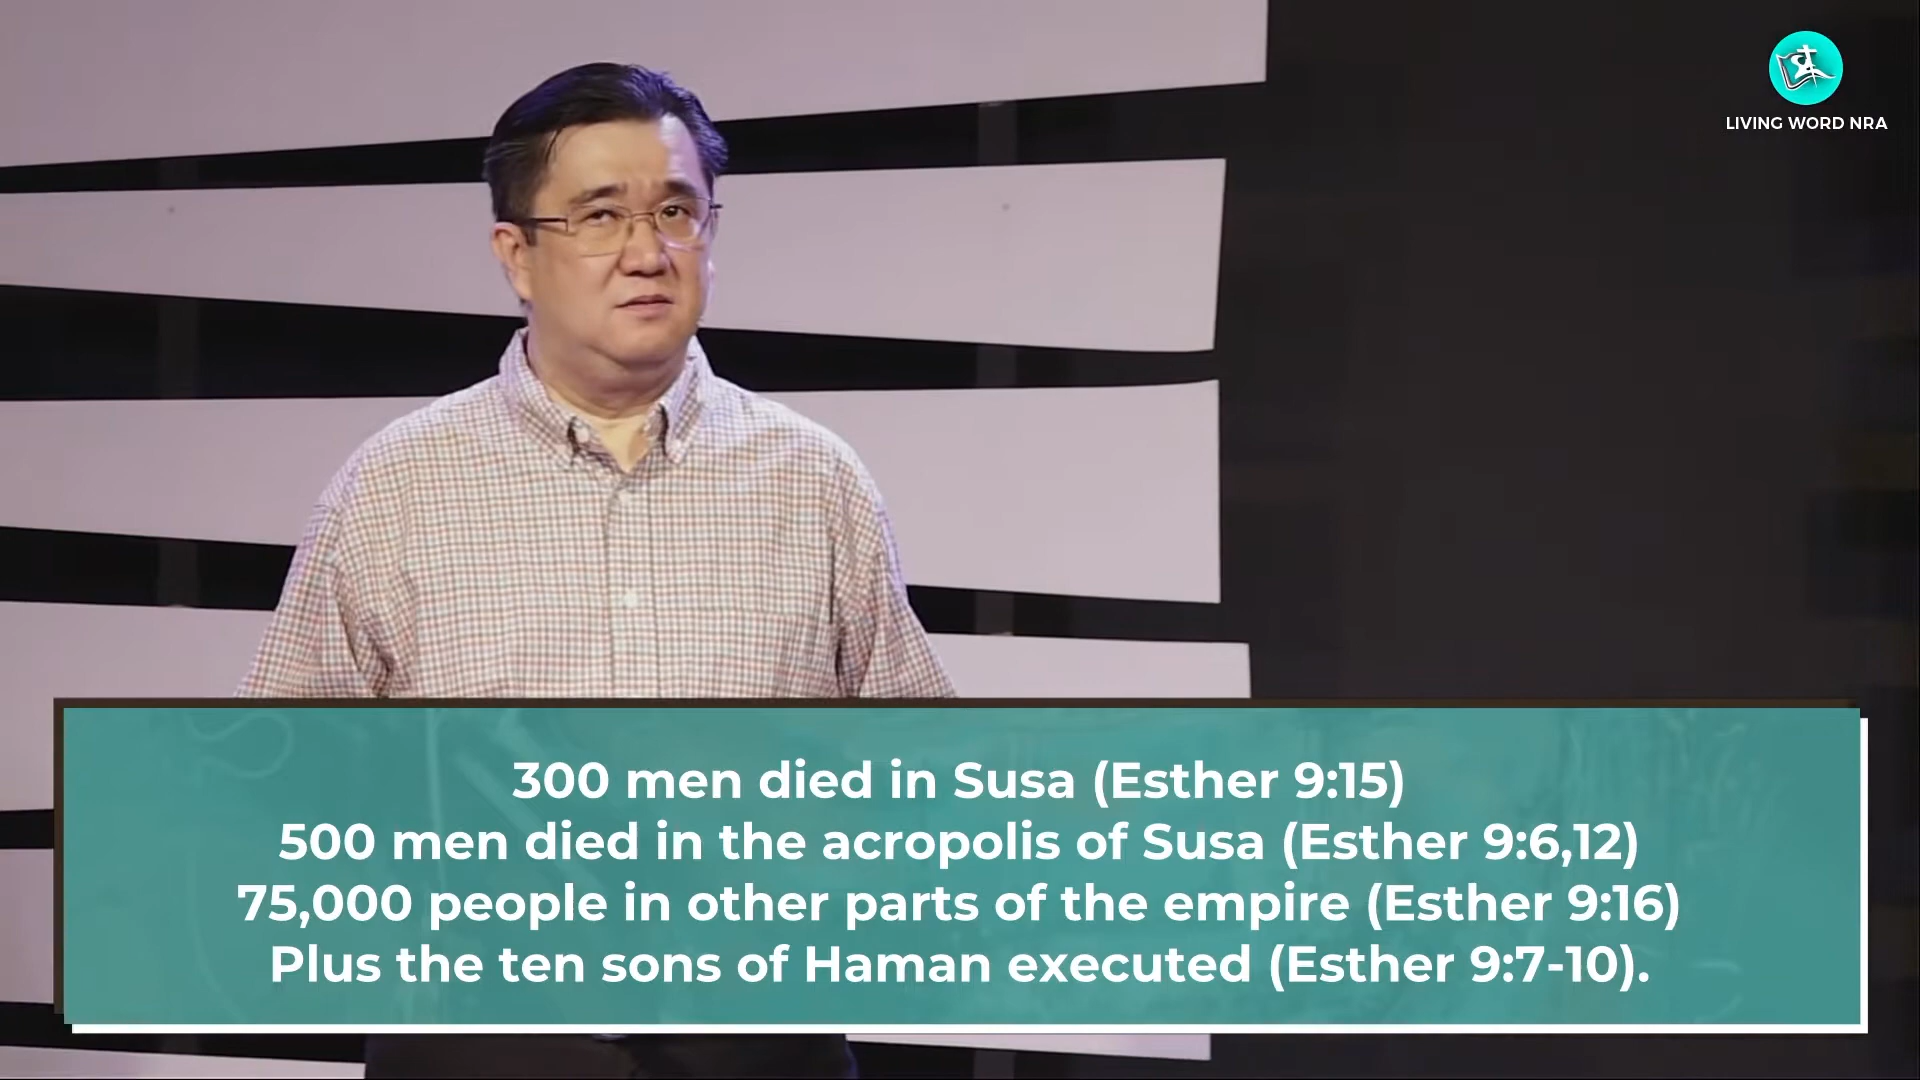 LIVING WORD NRA
300 men died in Susa (Esther 9:15)
500 men died in the acropolis of Susa (Esther 9:6,12)
75,000 people in other parts of the empire (Esther 9:16)
Plus the ten sons of Haman executed (Esther 9:7-10).